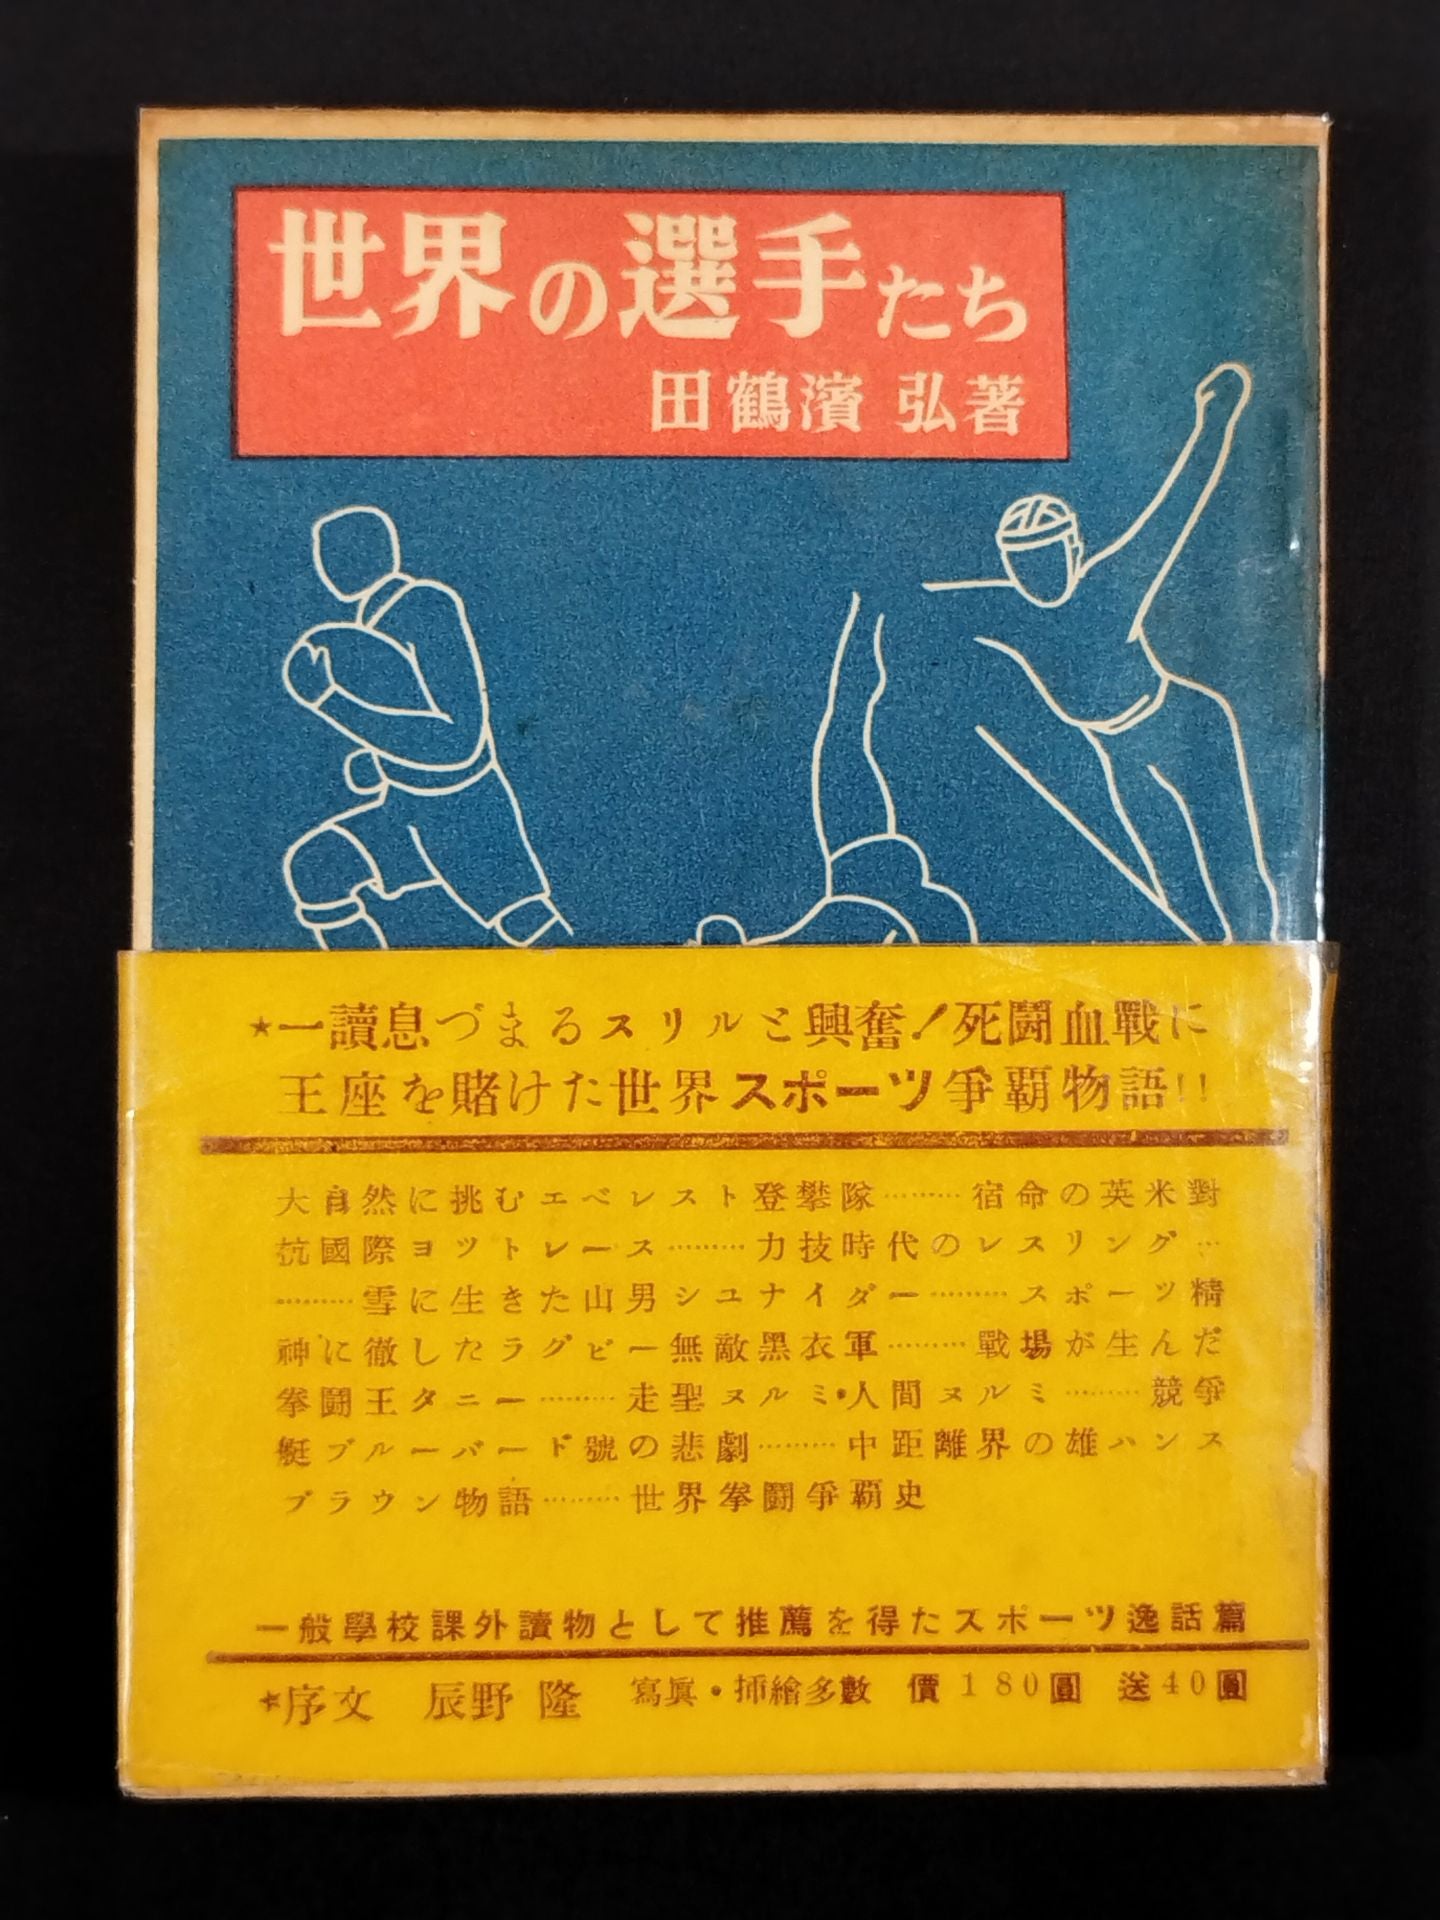 世界の選手たち
田鶴濱 弘著
★一讀息づまるスリルと興奮!死闘血戰に
王座を賭けた世界スポーツ爭覇物語!!
大自然に挑むエベレスト登攀隊………宿命の英米對
抗國際ヨツトレース………力技時代のレスリング…
………雪に生きた山男シユナイダー………スポーツ精
神に徹したラグビー無敵黑衣軍………戰場が生んだ
拳闘王タニー………走聖ヌルミ・人間ヌルミ………競爭
艇ブルーバード號の悲劇………中距離界の雄ハンス
ブラウン物語………世界拳闘爭覇史
一般學校課外讀物として推薦を得たスポーツ逸話篇
★序文 辰野 隆 寫眞・挿繪多數 價180圓 送40圓